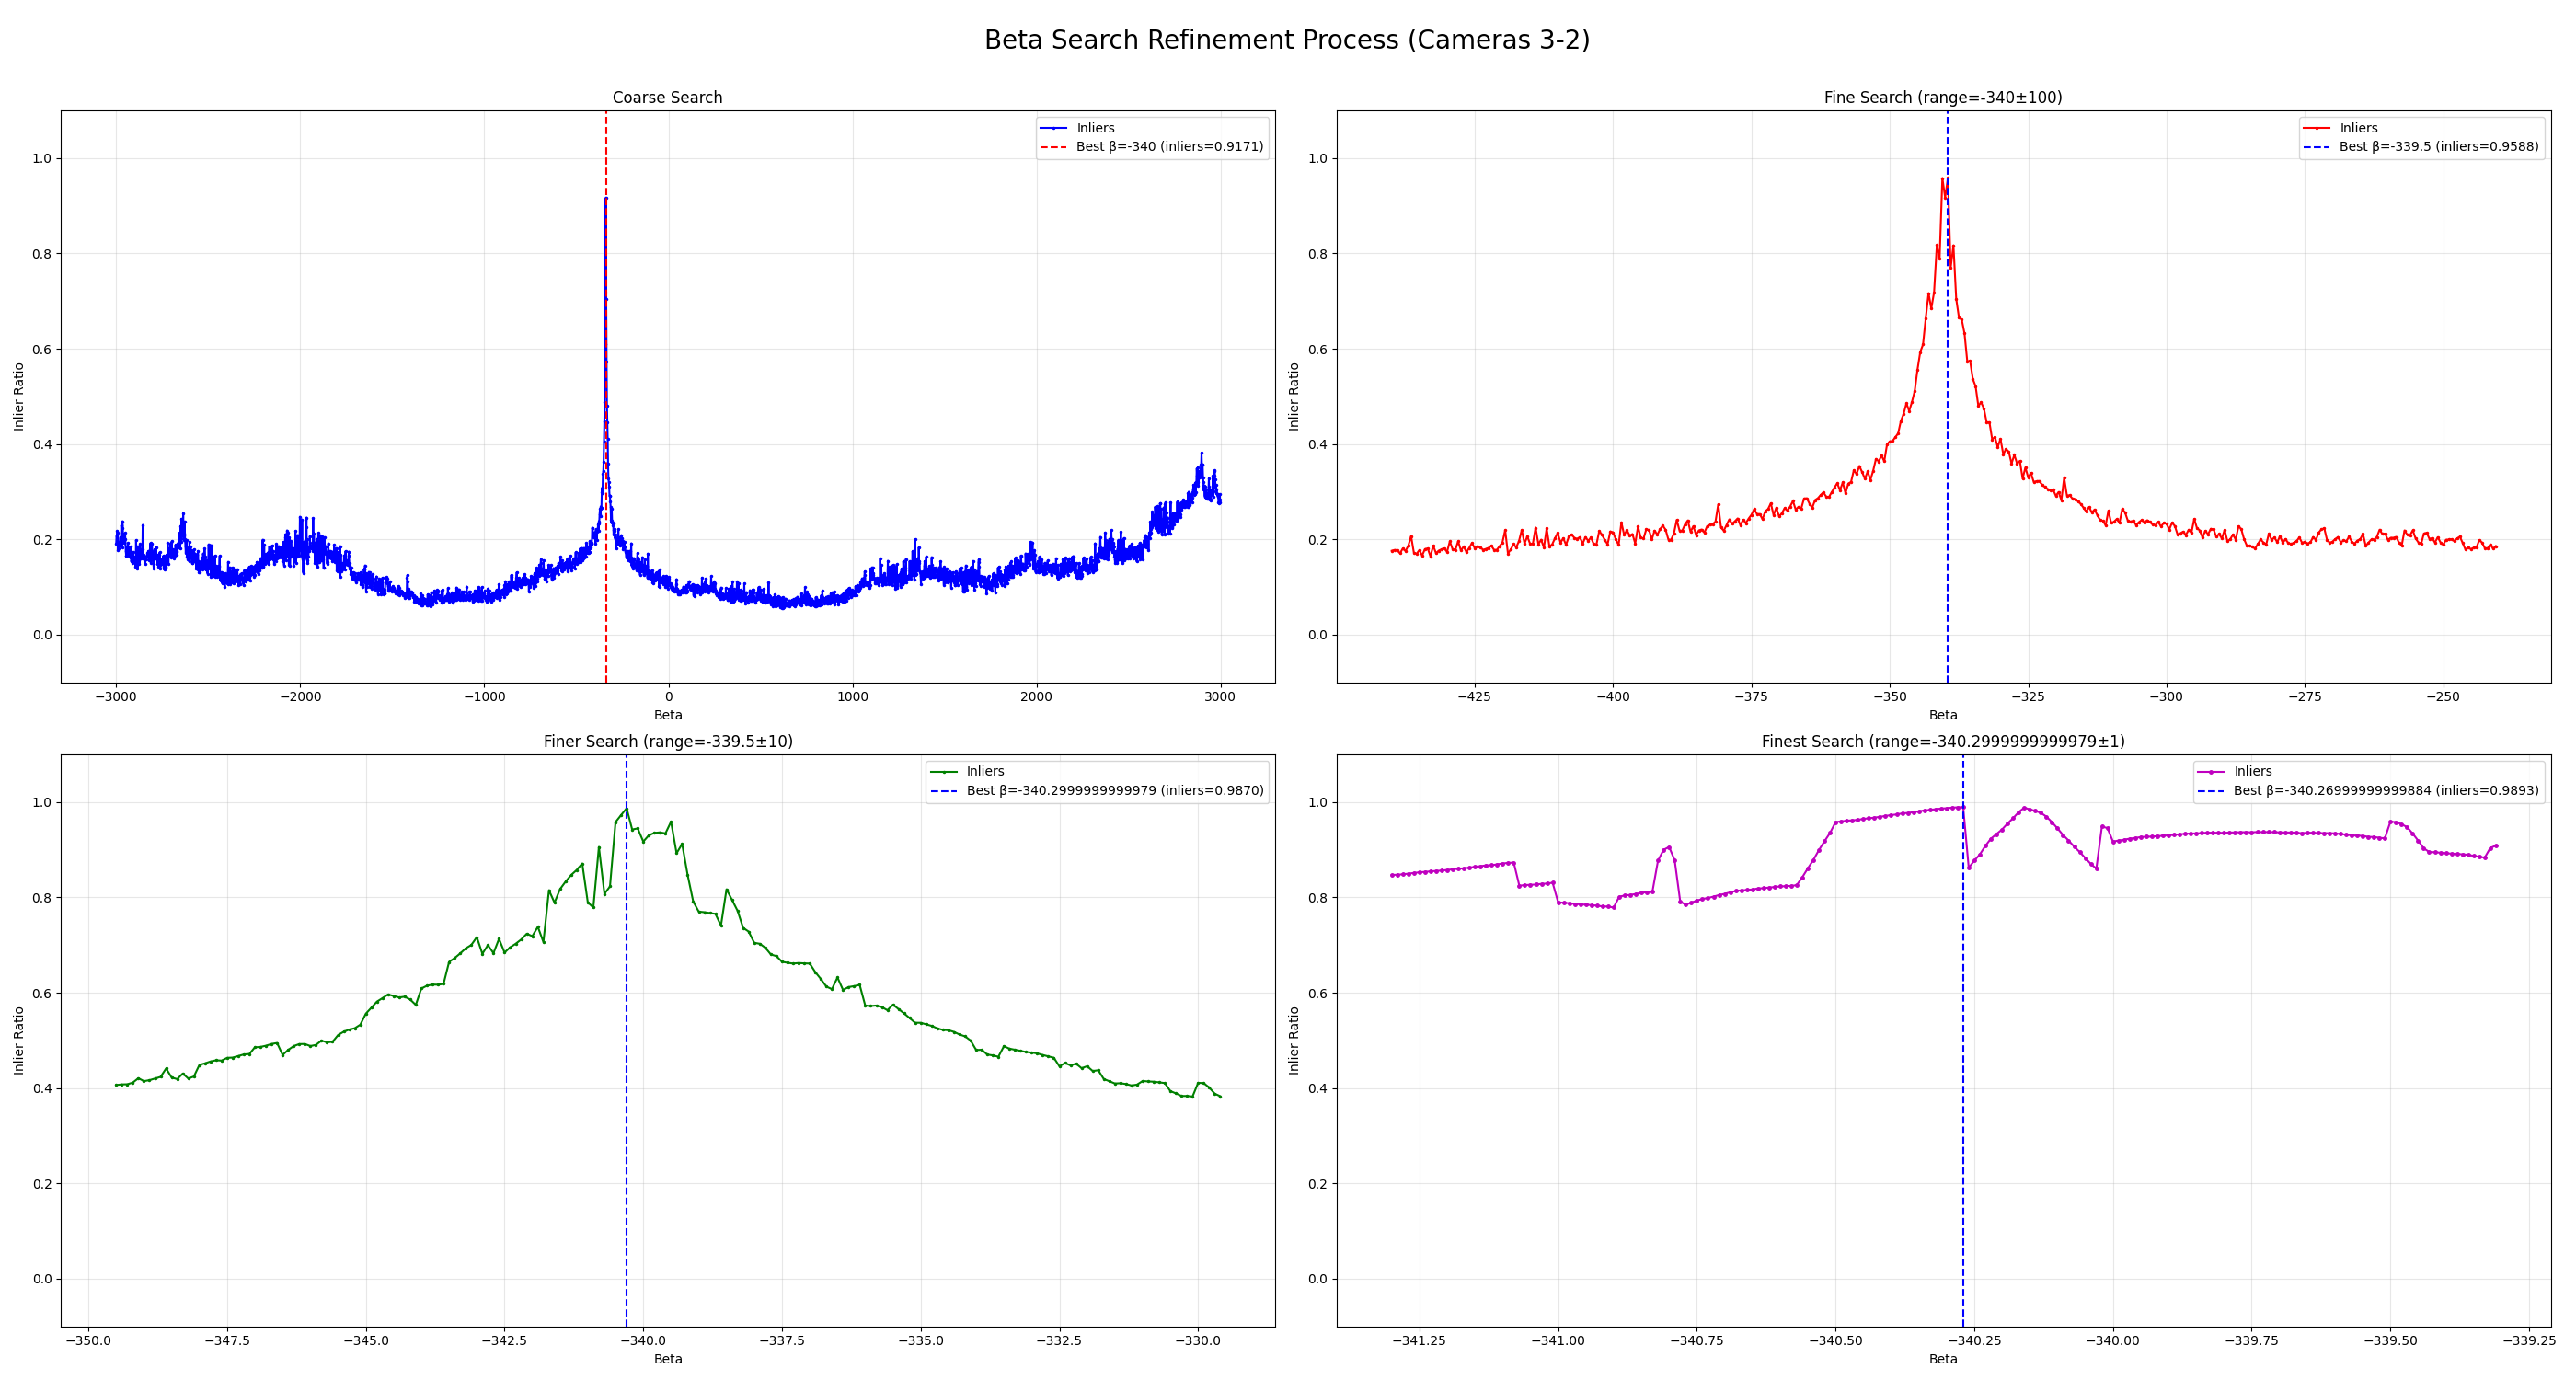 Beta Search Refinement Process (Cameras 3-2)
Coarse Search
Inliers
Best β=-340 (inliers=0.9171)
1.0
0.8
0.6
0.4
0.2
0.0
Inlier Ratio
−3000 −2000 −1000 0 1000 2000 3000
Beta
Fine Search (range=-340±100)
Inliers
Best β=-339.5 (inliers=0.9588)
1.0
0.8
0.6
0.4
0.2
0.0
Inlier Ratio
−425 −400 −375 −350 −325 −300 −275 −250
Beta
Finer Search (range=-339.5±10)
Inliers
Best β=-340.2999999999979 (inliers=0.9870)
1.0
0.8
0.6
0.4
0.2
0.0
Inlier Ratio
−350.0 −347.5 −345.0 −342.5 −340.0 −337.5 −335.0 −332.5 −330.0
Beta
Finest Search (range=-340.2999999999979±1)
Inliers
Best β=-340.26999999999884 (inliers=0.9893)
1.0
0.8
0.6
0.4
0.2
0.0
Inlier Ratio
−341.25 −341.00 −340.75 −340.50 −340.25 −340.00 −339.75 −339.50 −339.25
Beta